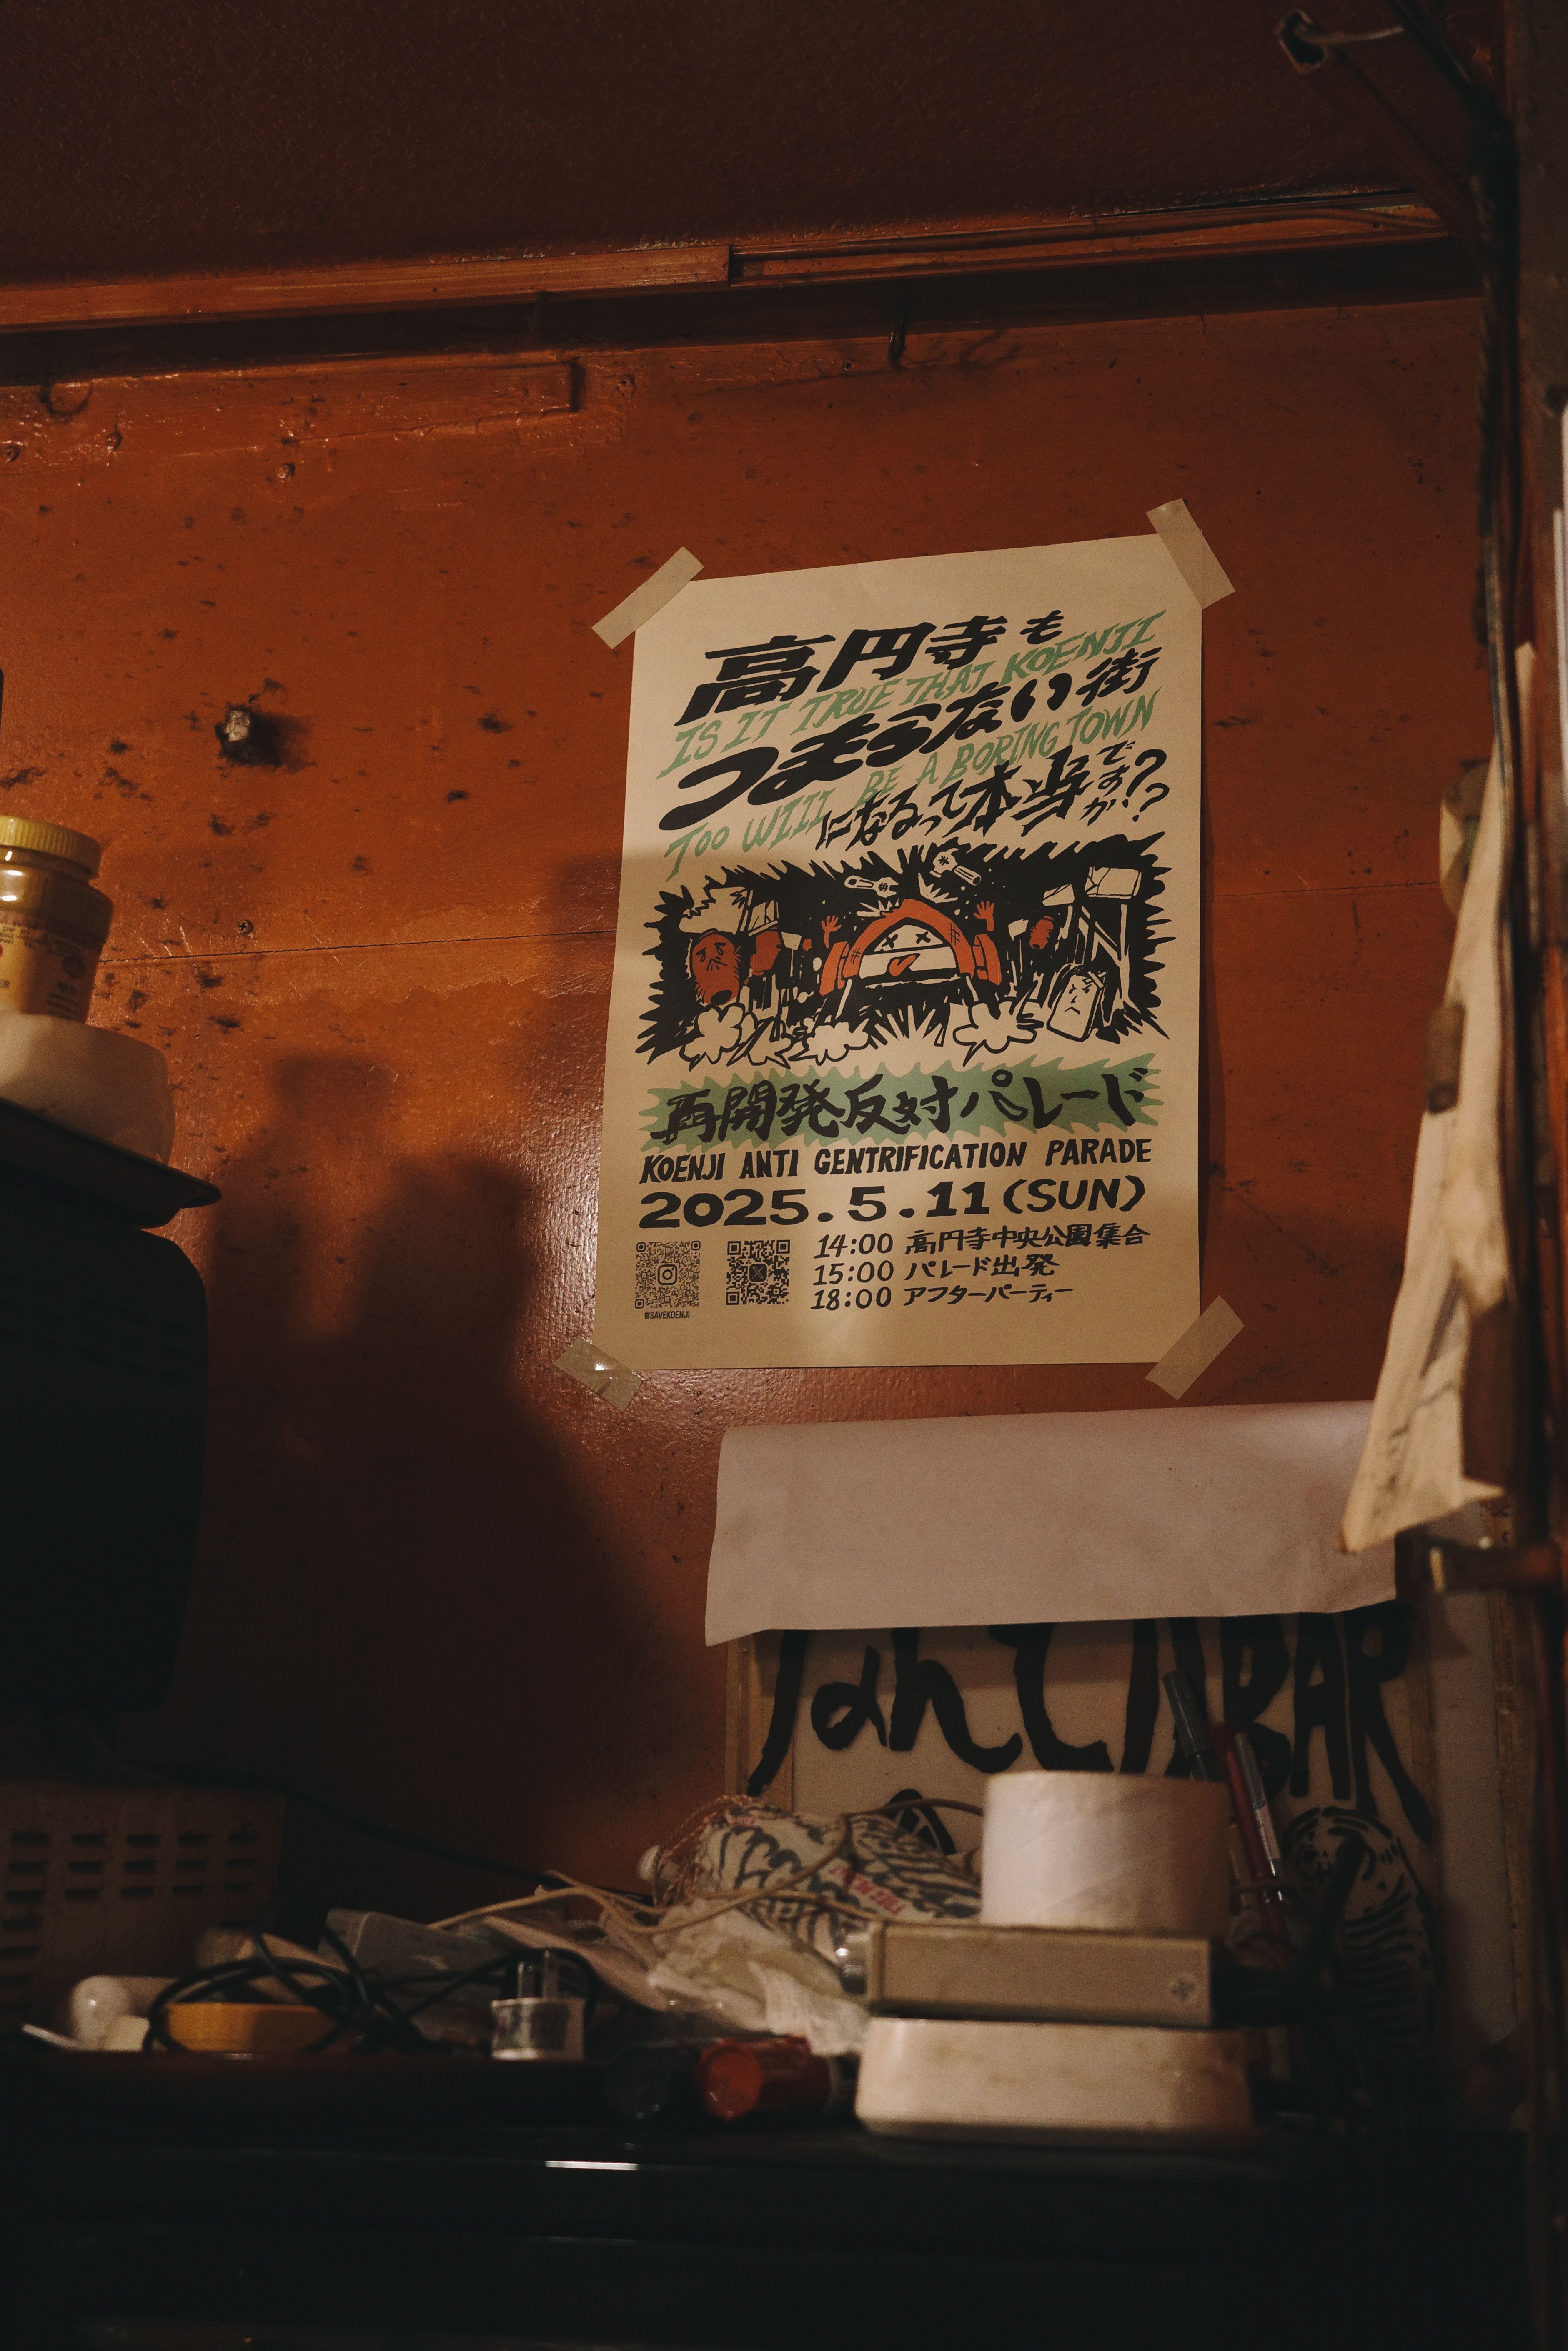 高円寺も
IS IT TRUE THAT KOENJI
つまらない街
TOO WILL BE A BORING TOWN
になるって本当ですか??
再開発反対パレード
KOENJI ANTI GENTRIFICATION PARADE
2025.5.11(SUN)
14:00 高円寺中央公園集合
15:00 パレード出発
18:00 アフターパーティー
@SAVEKOENJI
BAR